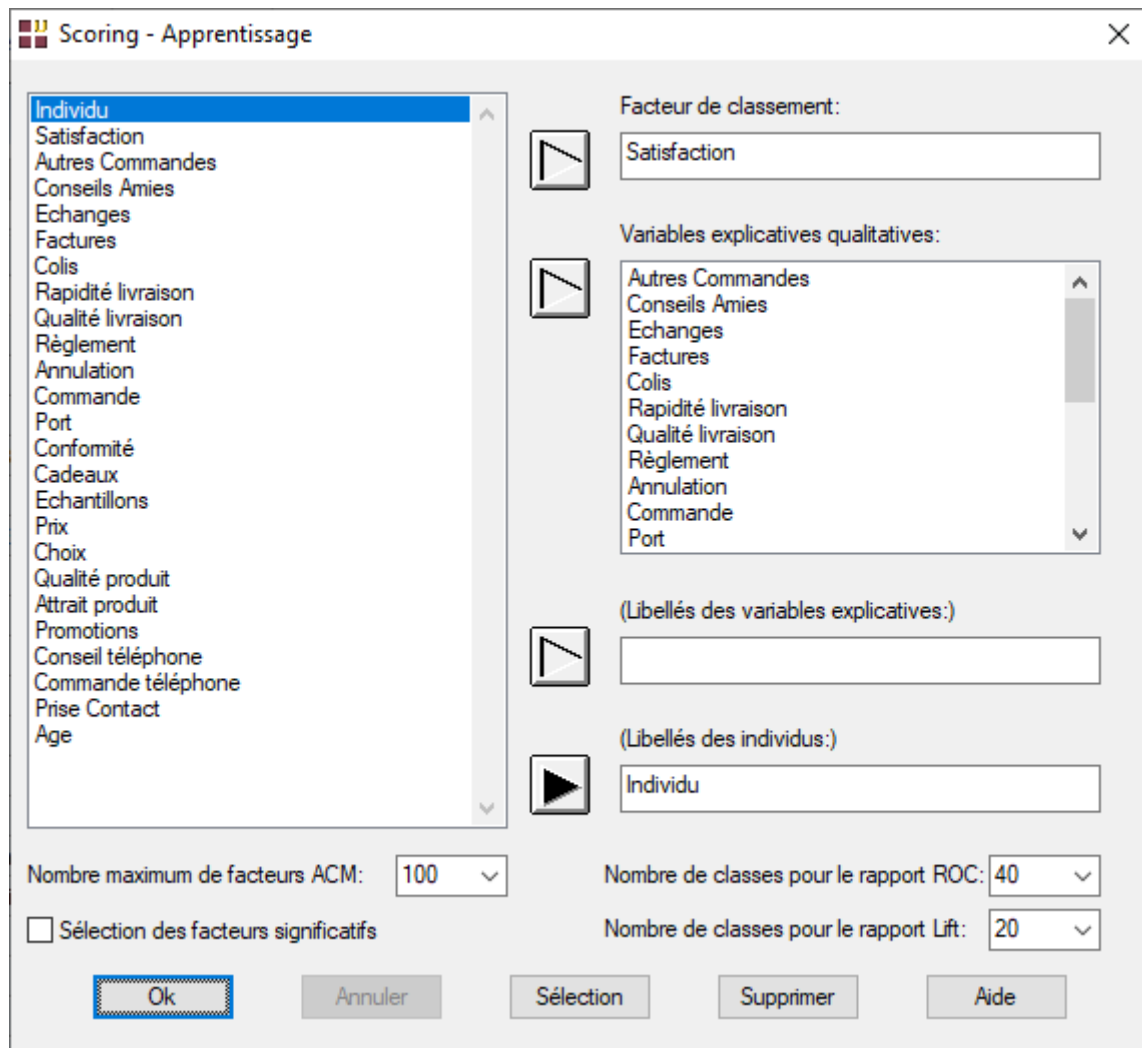 Scoring - Apprentissage
Individu
Satisfaction
Autres Commandes
Conseils Amies
Echanges
Factures
Colis
Rapidité livraison
Qualité livraison
Règlement
Annulation
Commande
Port
Conformité
Cadeaux
Echantillons
Prix
Choix
Qualité produit
Attrait produit
Promotions
Conseil téléphone
Commande téléphone
Prise Contact
Age
Facteur de classement:
Satisfaction
Variables explicatives qualitatives:
Autres Commandes
Conseils Amies
Echanges
Factures
Colis
Rapidité livraison
Qualité livraison
Règlement
Annulation
Commande
Port
(Libellés des variables explicatives:)
(Libellés des individus:)
Individu
Nombre maximum de facteurs ACM: 100
Nombre de classes pour le rapport ROC: 40
Sélection des facteurs significatifs
Nombre de classes pour le rapport Lift: 20
Ok Annuler Sélection Supprimer Aide